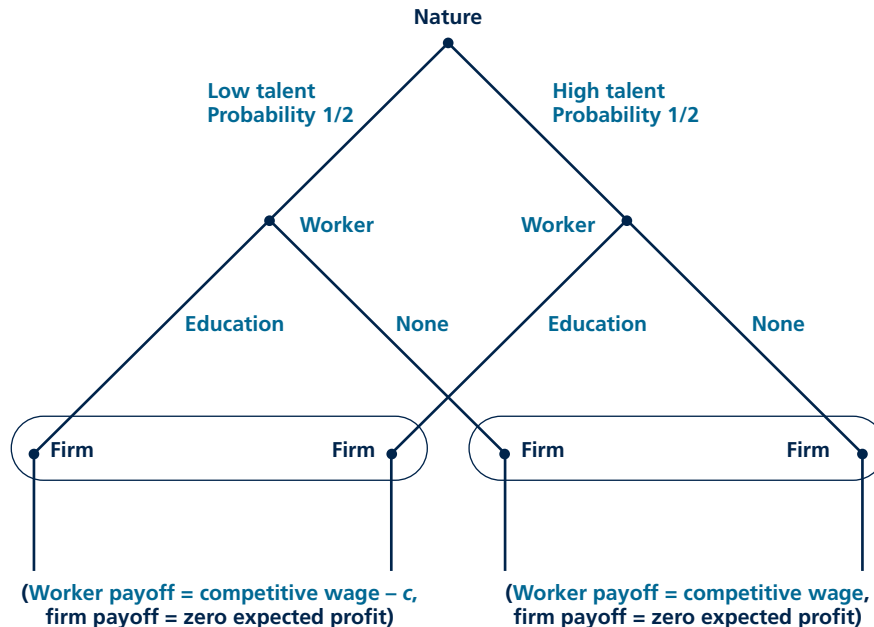 Nature
Low talent
Probability 1/2
High talent
Probability 1/2
Worker
Worker
Education
None
Education
None
Firm
Firm
Firm
Firm
(Worker payoff = competitive wage – c,
firm payoff = zero expected profit)
(Worker payoff = competitive wage,
firm payoff = zero expected profit)